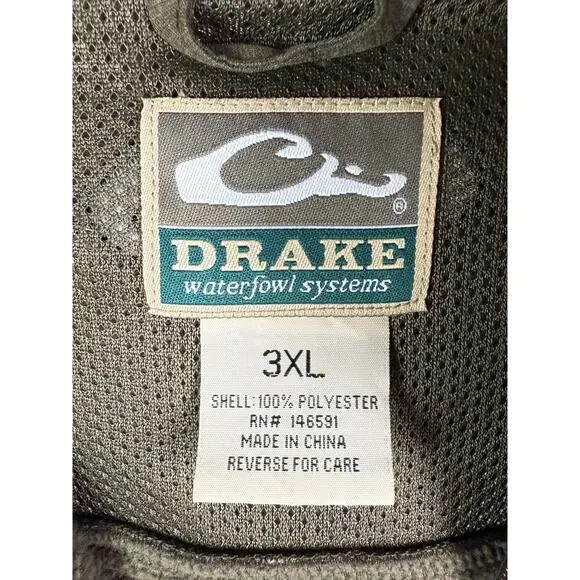 ®
DRAKE
waterfowl systems
3XL
SHELL:100% POLYESTER
RN# 146591
MADE IN CHINA
REVERSE FOR CARE